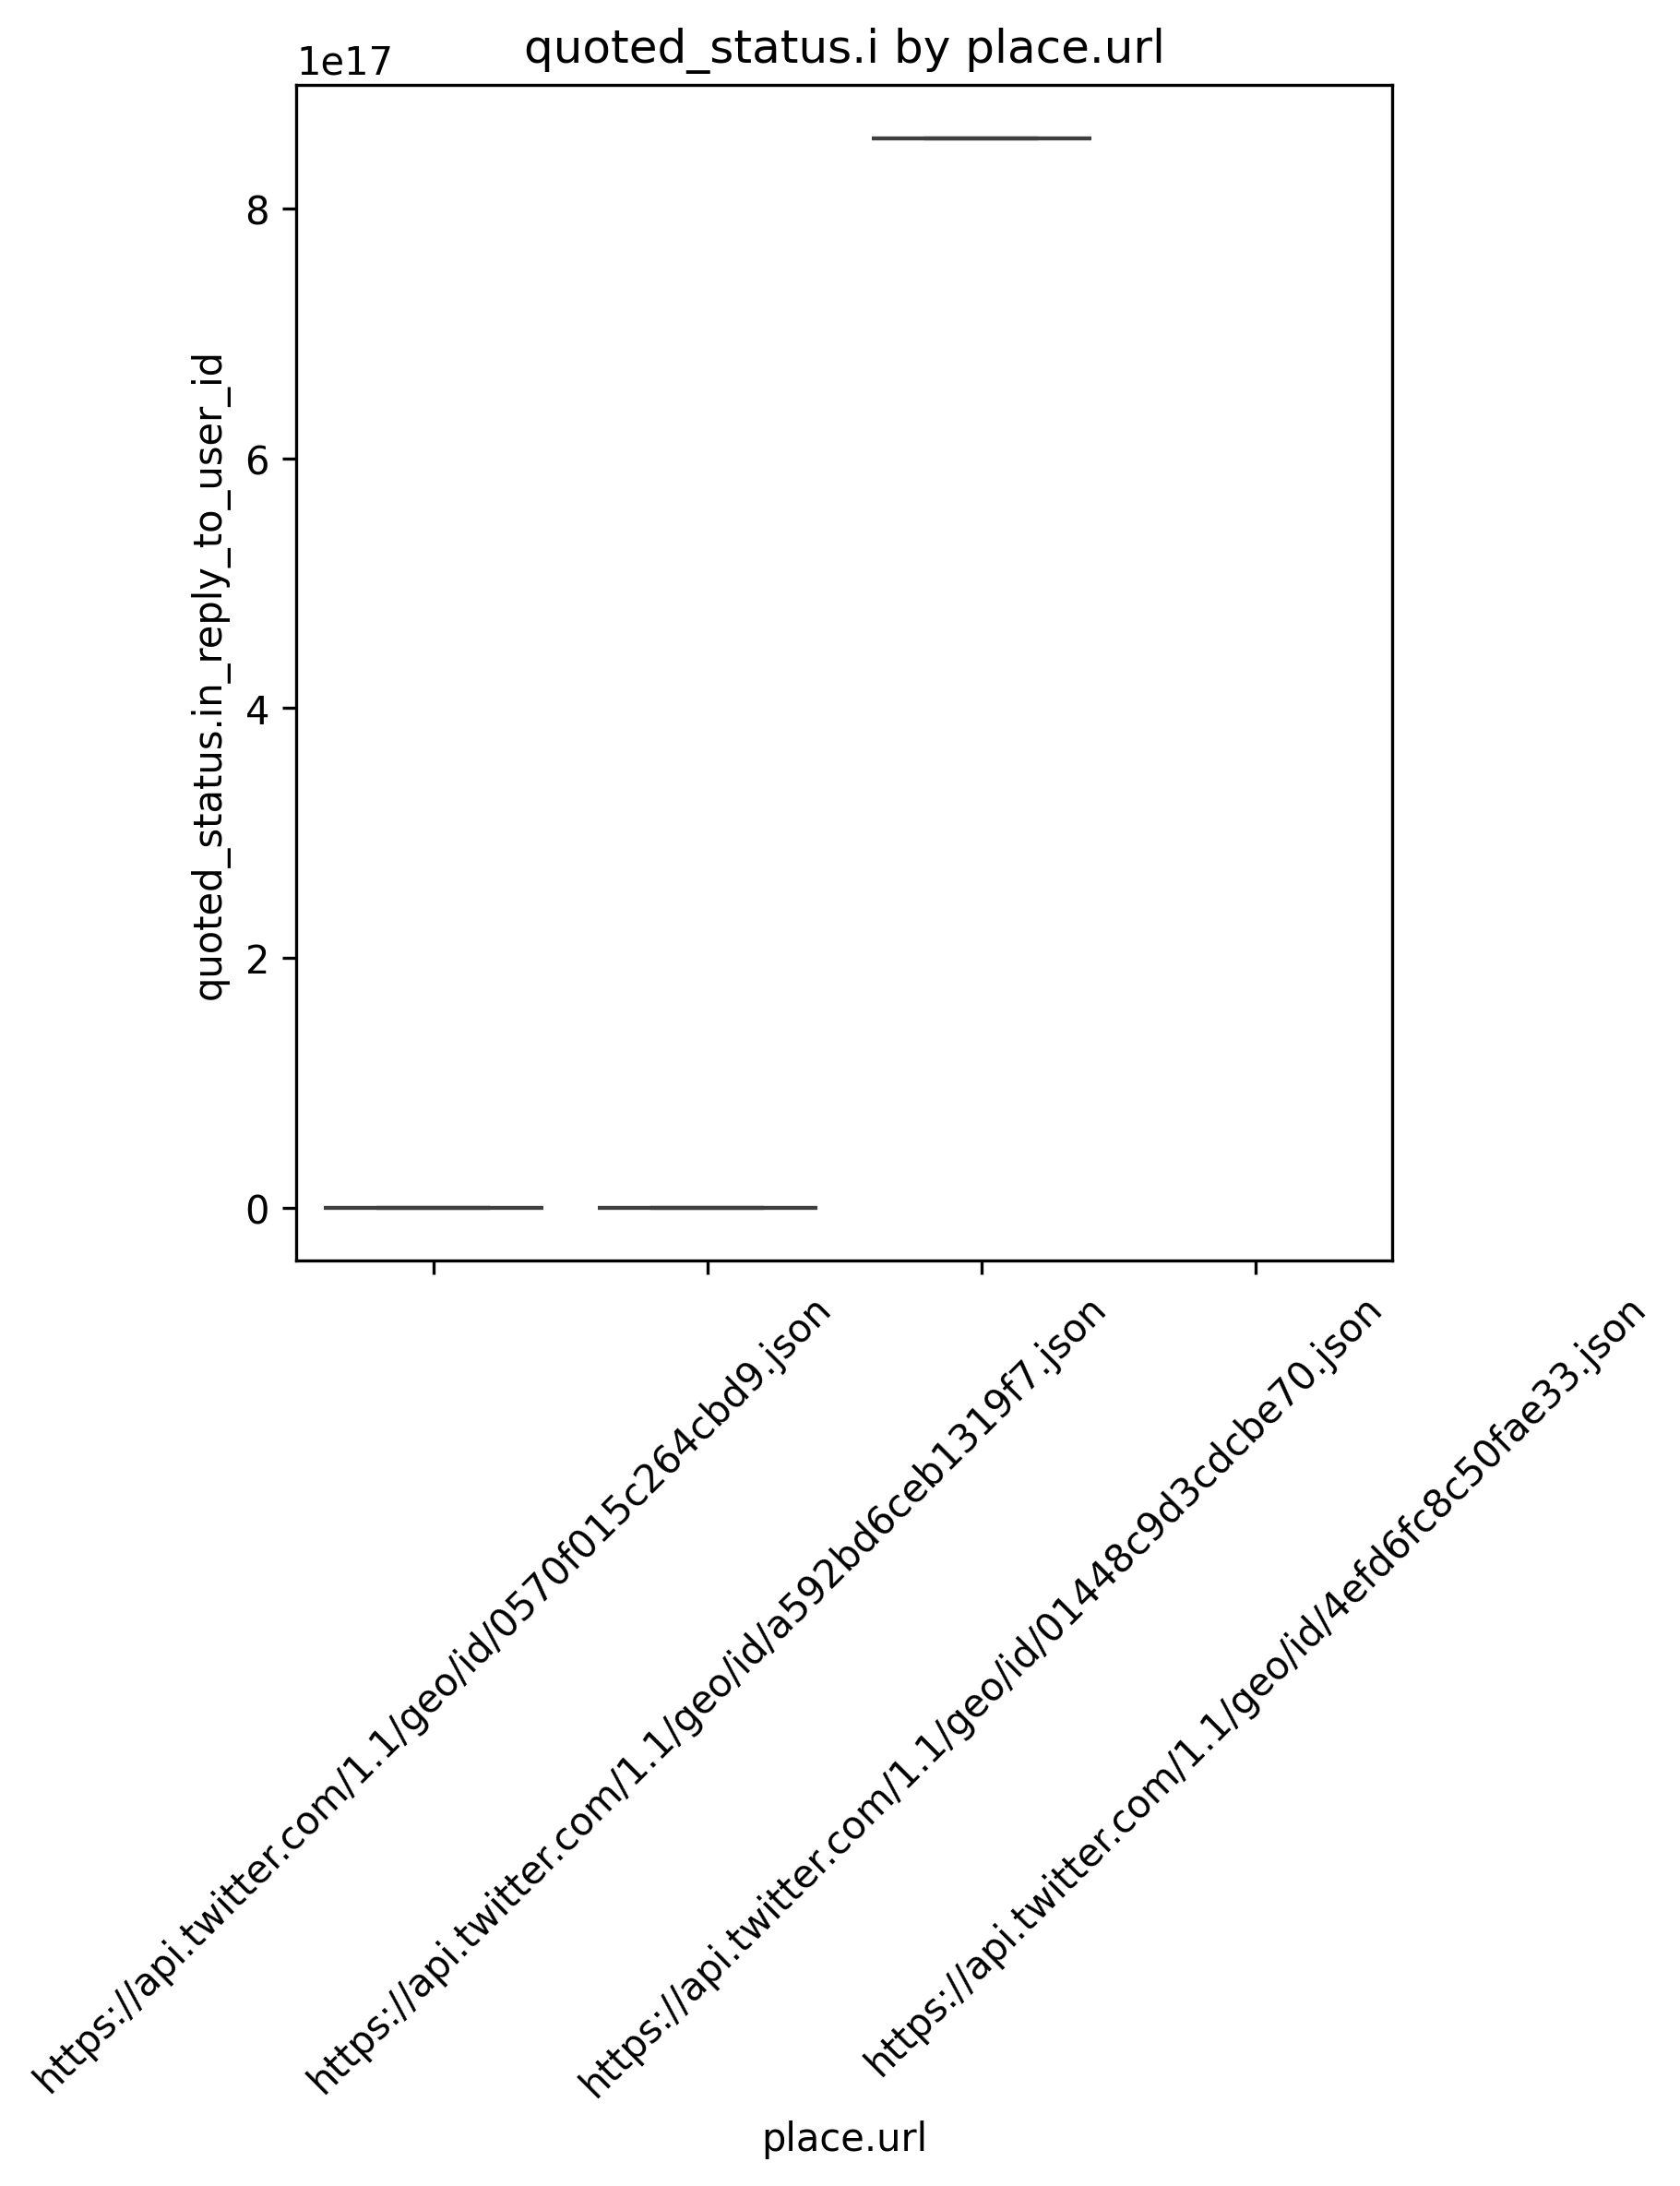 quoted_status.i by place.url
1e17
8
6
4
2
0
quoted_status.in_reply_to_user_id
https://api.twitter.com/1.1/geo/id/0570f015c264cbd9.json
https://api.twitter.com/1.1/geo/id/a592bd6ceb1319f7.json
https://api.twitter.com/1.1/geo/id/01448c9d3cdcbe70.json
https://api.twitter.com/1.1/geo/id/4efd6fc8c50fae33.json
place.url